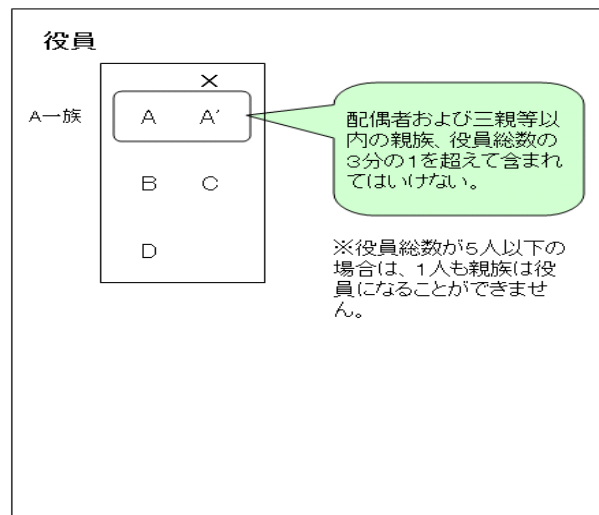 役員
×
A一族
A A′
B C
D
配偶者および三親等以
内の親族、役員総数の
3分の1を超えて含まれ
てはいけない。
※役員総数が5人以下の
場合は、1人も親族は役
員になることができませ
ん。